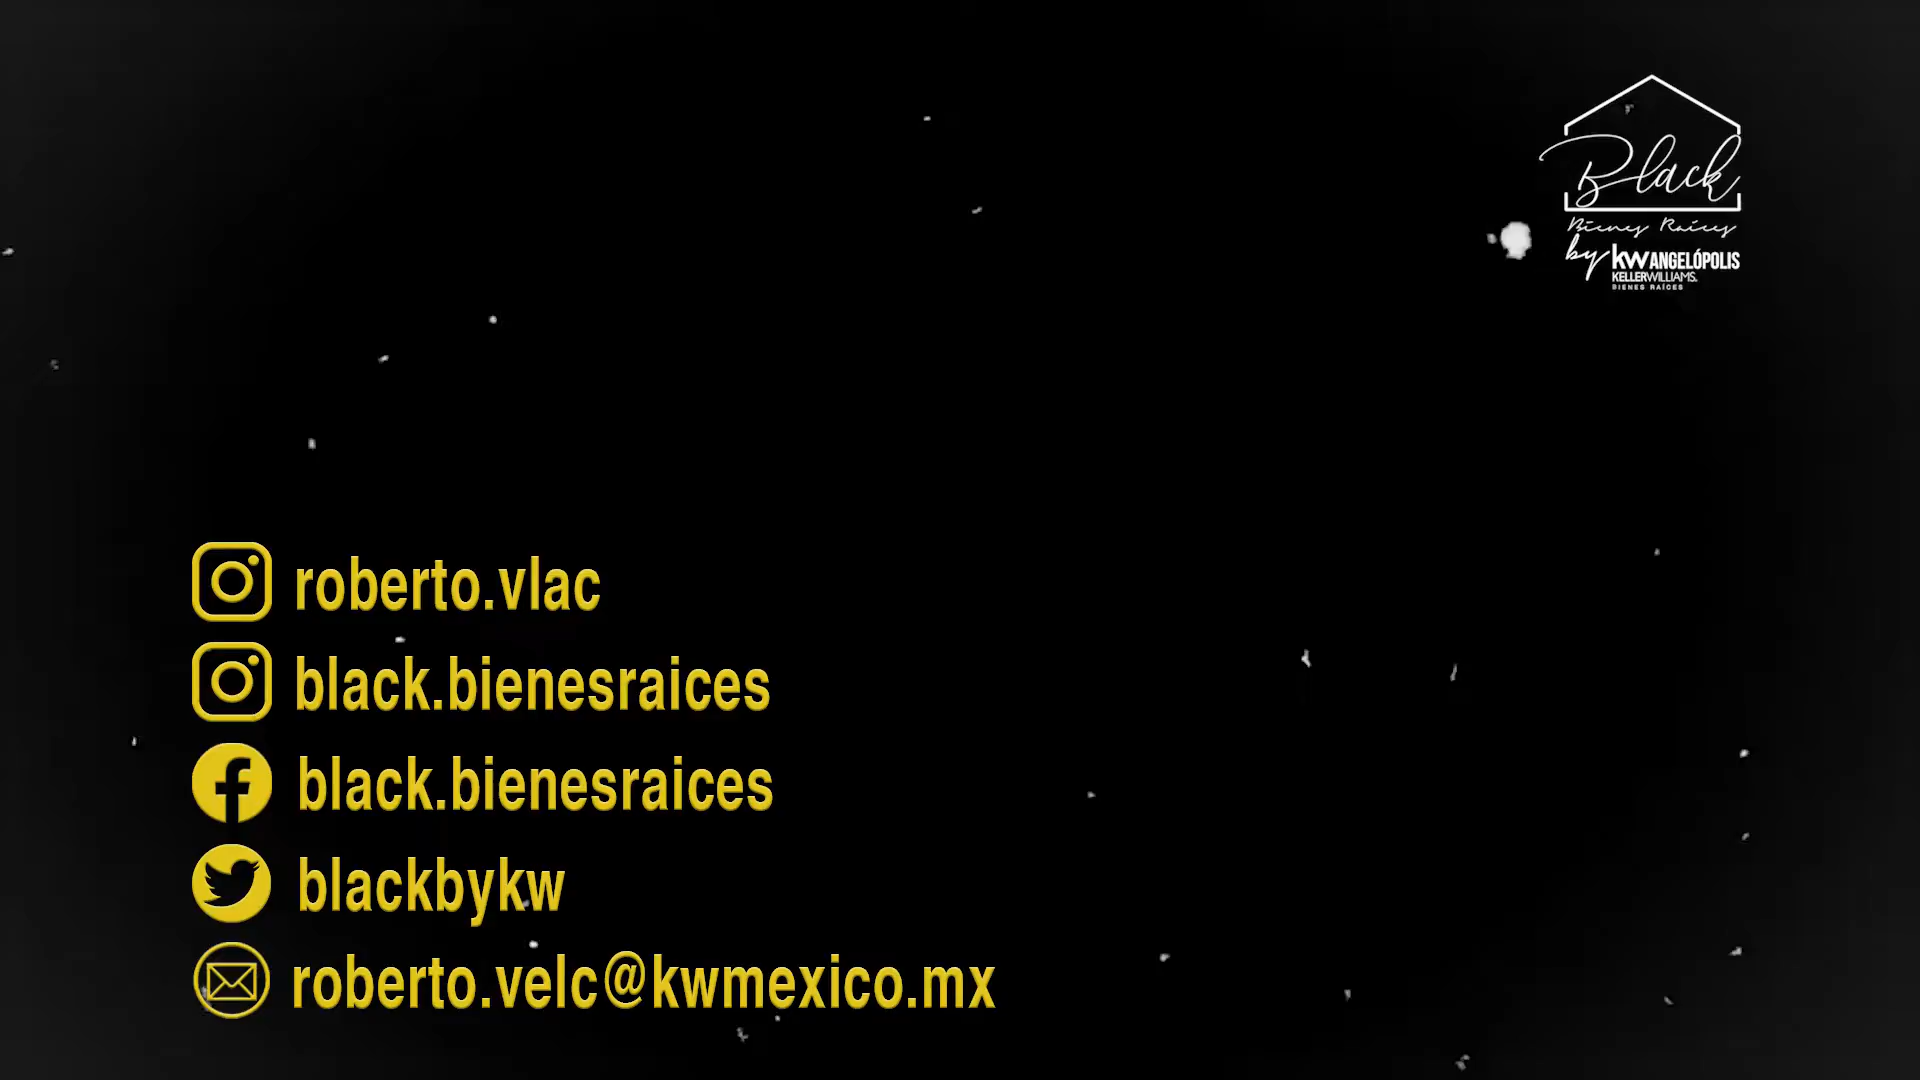 Black
Bienes Raíces
by kw ANGELÓPOLIS
KELLERWILLIAMS.
BIENES RAÍCES
roberto.vlac
black.bienesraices
black.bienesraices
blackbykw
roberto.velc@kwmexico.mx